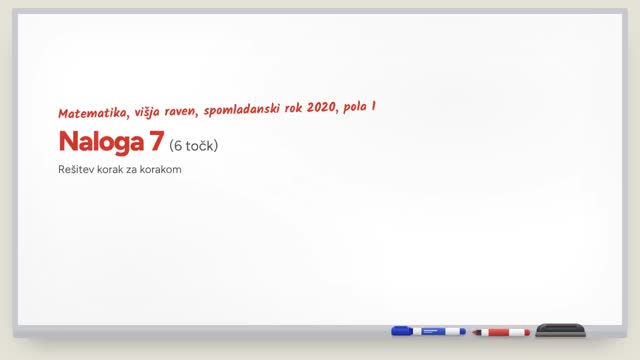 Matematika, višja raven, spomladanski rok 2020, pola 1
Naloga 7 (6 točk)
Rešitev korak za korakom